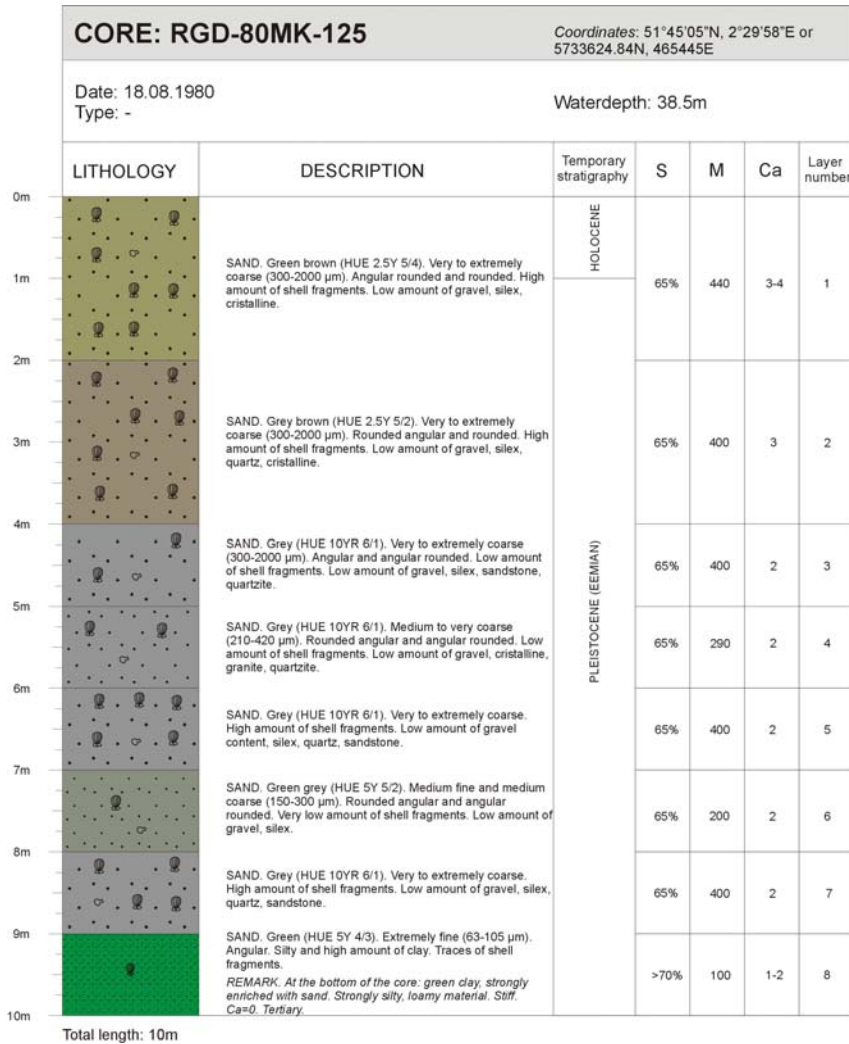 CORE: RGD-80MK-125
Coordinates: 51°45'05"N, 2°29'58"E or
5733624.84N, 465445E
Date: 18.08.1980
Type: -
Waterdepth: 38.5m
LITHOLOGY
DESCRIPTION
Temporary
stratigraphy
S
M
Ca
Layer
number
0m
1m
2m
3m
4m
5m
6m
7m
8m
9m
10m
HOLOCENE
PLEISTOCENE (EEMIAN)
SAND. Green brown (HUE 2.5Y 5/4). Very to extremely
coarse (300-2000 µm). Angular rounded and rounded. High
amount of shell fragments. Low amount of gravel, silex,
cristalline.
65%
440
3-4
1
SAND. Grey brown (HUE 2.5Y 5/2). Very to extremely
coarse (300-2000 µm). Rounded angular and rounded. High
amount of shell fragments. Low amount of gravel, silex,
quartz, cristalline.
65%
400
3
2
SAND. Grey (HUE 10YR 6/1). Very to extremely coarse
(300-2000 µm). Angular and angular rounded. Low amount
of shell fragments. Low amount of gravel, silex, sandstone,
quartzite.
65%
400
2
3
SAND. Grey (HUE 10YR 6/1). Medium to very coarse
(210-420 µm). Rounded angular and angular rounded. Low
amount of shell fragments. Low amount of gravel, cristalline,
granite, quartzite.
65%
290
2
4
SAND. Grey (HUE 10YR 6/1). Very to extremely coarse.
High amount of shell fragments. Low amount of gravel
content, silex, quartz, sandstone.
65%
400
2
5
SAND. Green grey (HUE 5Y 5/2). Medium fine and medium
coarse (150-300 µm). Rounded angular and angular
rounded. Very low amount of shell fragments. Low amount of
gravel, silex.
65%
200
2
6
SAND. Grey (HUE 10YR 6/1). Very to extremely coarse.
High amount of shell fragments. Low amount of gravel, silex,
quartz, sandstone.
65%
400
2
7
SAND. Green (HUE 5Y 4/3). Extremely fine (63-105 µm).
Angular. Silty and high amount of clay. Traces of shell
fragments.
REMARK. At the bottom of the core: green clay, strongly
enriched with sand. Strongly silty, loamy material. Stiff.
Ca=0. Tertiary.
>70%
100
1-2
8
Total length: 10m